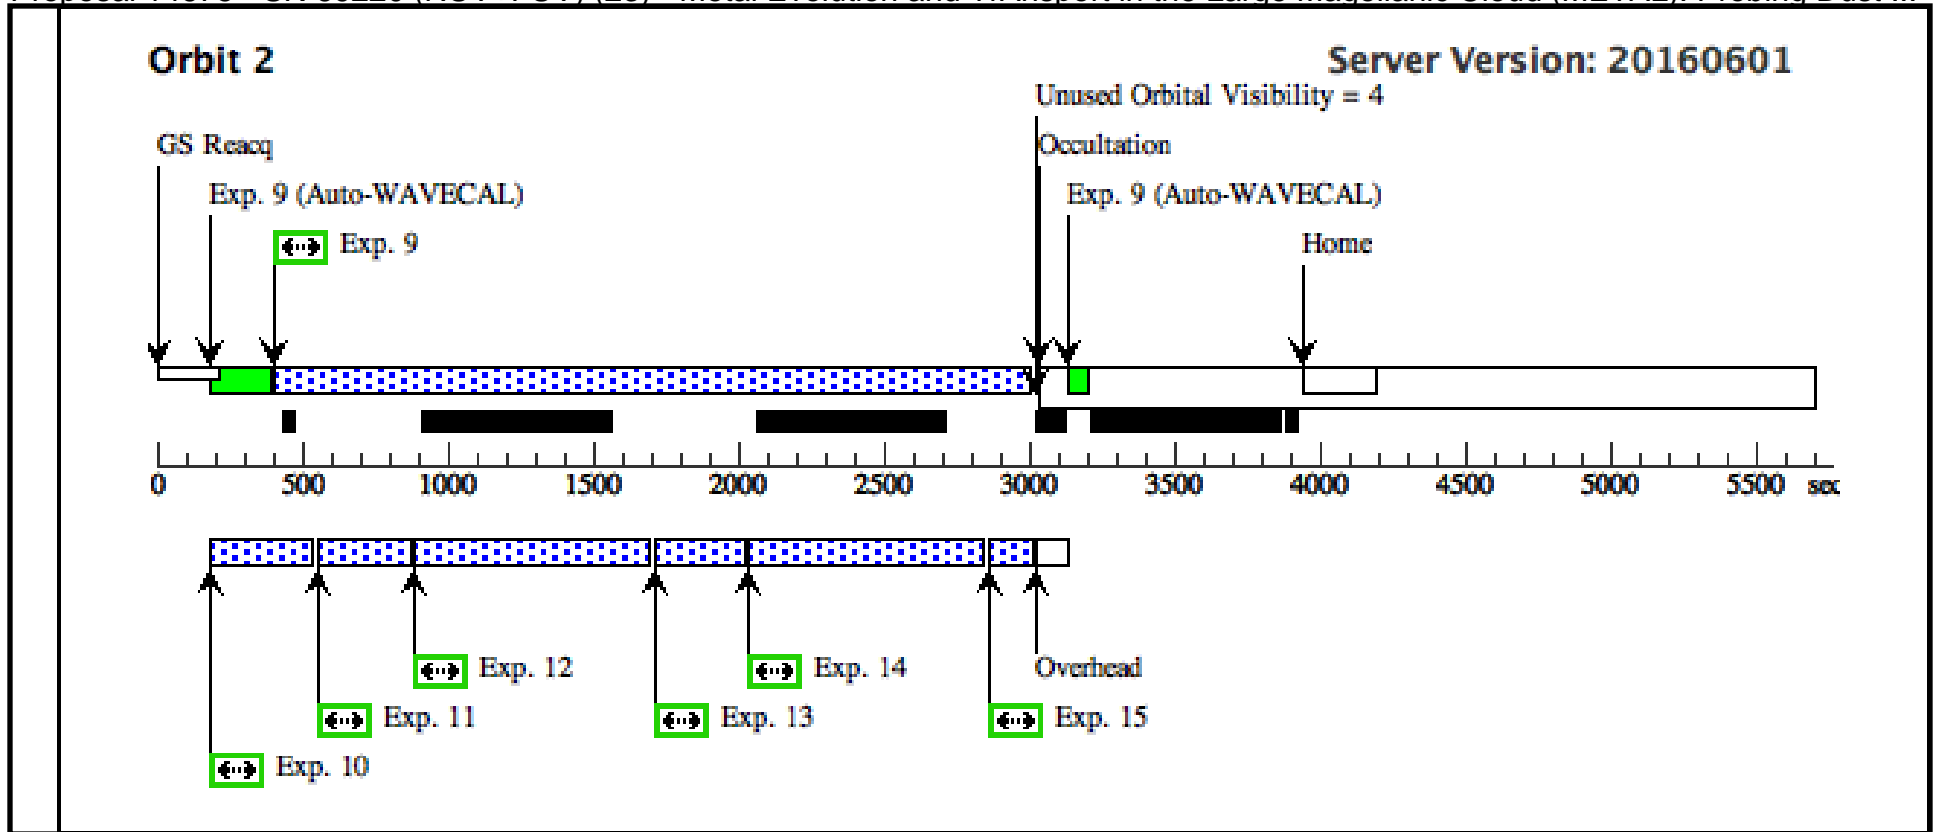 Orbit 2
Server Version: 20160601
Unused Orbital Visibility = 4
GS Reacq
Occultation
Exp. 9 (Auto-WAVECAL)
Exp. 9 (Auto-WAVECAL)
Exp. 9
Home
0 500 1000 1500 2000 2500 3000 3500 4000 4500 5000 5500 sec
Exp. 12
Exp. 14
Overhead
Exp. 11
Exp. 13
Exp. 15
Exp. 10